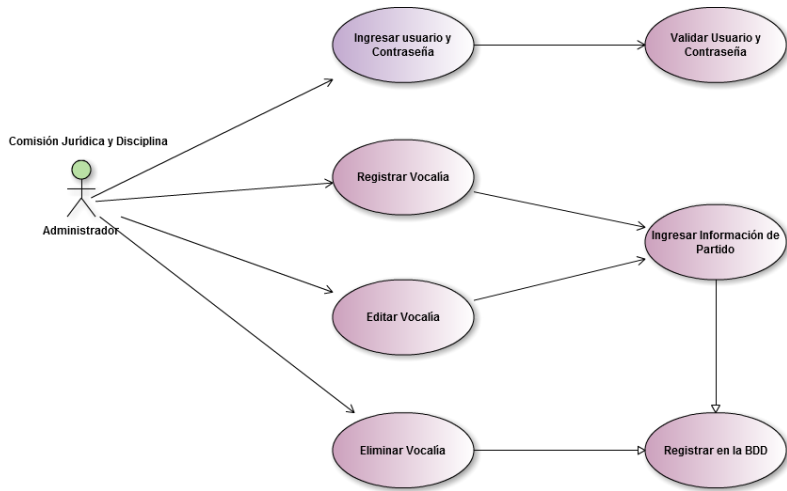 Ingresar usuario y
Contraseña
Validar Usuario y
Contraseña
Comisión Jurídica y Disciplina
Administrador
Registrar Vocalía
Ingresar Información de
Partido
Editar Vocalía
Eliminar Vocalía
Registrar en la BDD